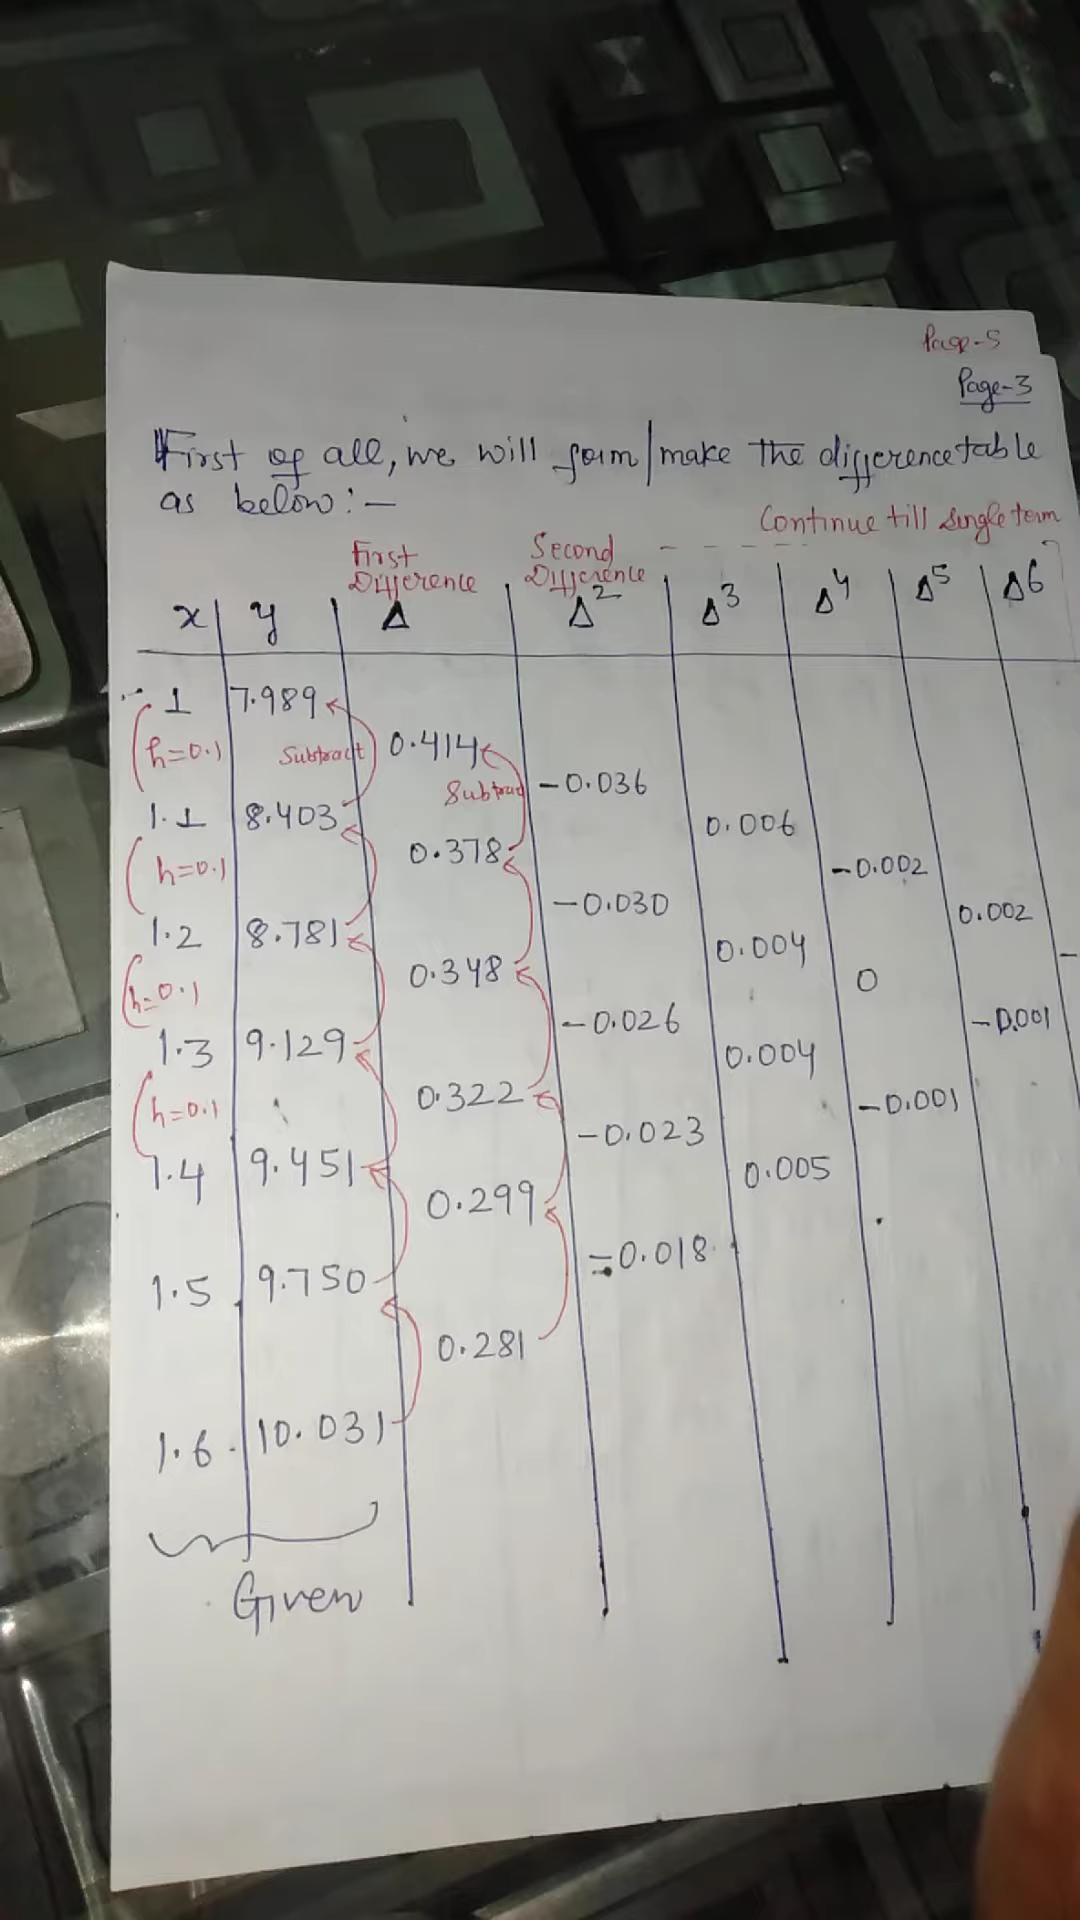 Page-5
Page-3
First of all, we will form/make the difference table
as below:-
Continue till single term
First Difference
Second Difference - - - - -
x y Δ Δ2 Δ3 Δ4 Δ5 Δ6
1 7.989
(h=0.1 Subtract 0.414
Subtract -0.036
1.1 8.403 0.006
(h=0.1 0.378 -0.002
1.2 8.781 -0.030 0.002
(h=0.1 0.348 0.004 0 -
1.3 9.129 -0.026 -0.001
(h=0.1 0.322 0.004 -0.001
1.4 9.451 -0.023
0.299 0.005
1.5 9.750 -0.018
0.281
1.6 10.031
Given